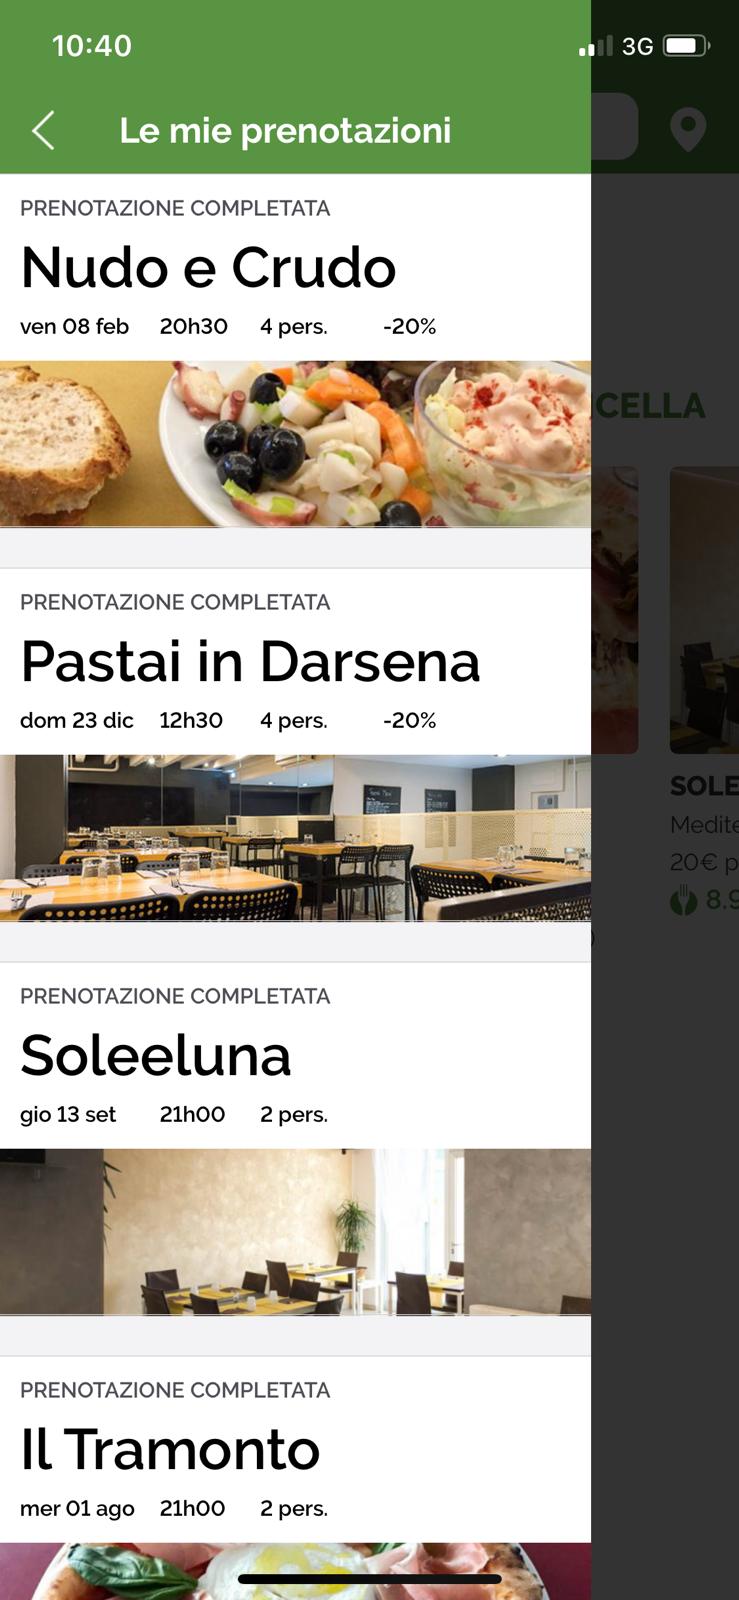 10:40
3G
Le mie prenotazioni
PRENOTAZIONE COMPLETATA
Nudo e Crudo
ven 08 feb 20h30 4 pers. -20%
CELLA
PRENOTAZIONE COMPLETATA
Pastai in Darsena
dom 23 dic 12h30 4 pers. -20%
SOLE
Medite
20€ p
8.9
)
PRENOTAZIONE COMPLETATA
Soleeluna
gio 13 set 21h00 2 pers.
PRENOTAZIONE COMPLETATA
Il Tramonto
mer 01 ago 21h00 2 pers.